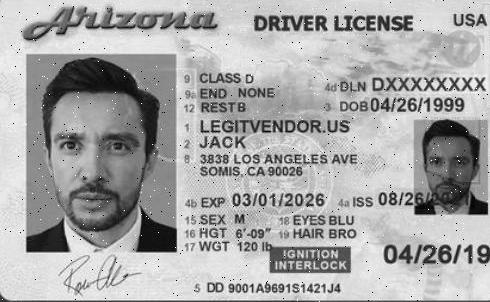 Arizona DRIVER LICENSE USA
9 CLASS D 4d DLN DXXXXXXXX
9a END NONE 3 DOB 04/26/1999
12 REST B
1 LEGITVENDOR.US
2 JACK
8 3838 LOS ANGELES AVE
SOMIS, CA 90026
4b EXP 03/01/2026 4a ISS 08/26/2021
15 SEX M 18 EYES BLU
16 HGT 6'-09" 19 HAIR BRO
17 WGT 120 lb
IGNITION
INTERLOCK
04/26/19
5 DD 9001A9691S1421J4